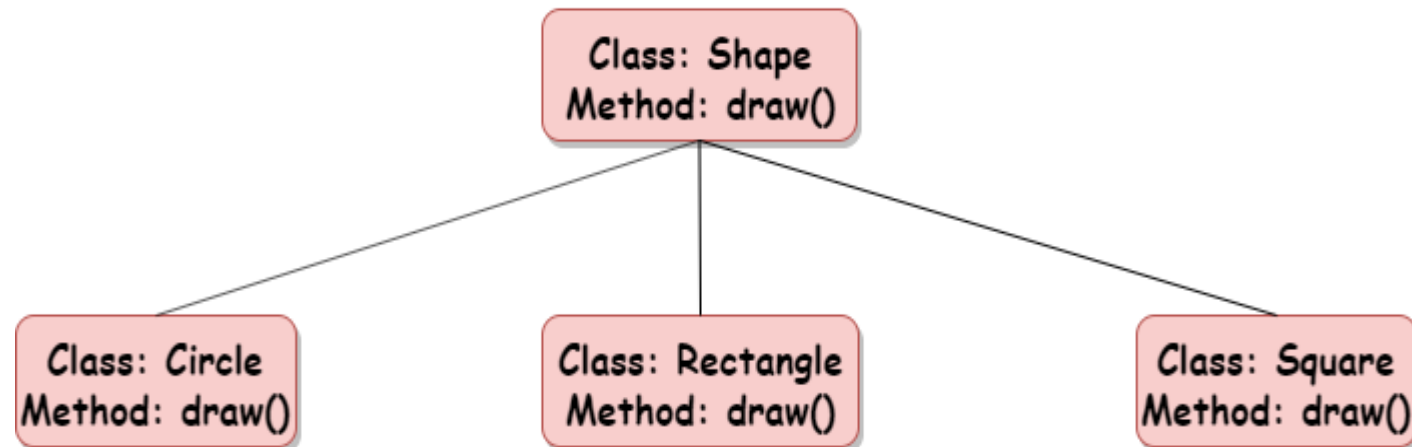 Class: Shape
Method: draw()
Class: Circle
Method: draw()
Class: Rectangle
Method: draw()
Class: Square
Method: draw()